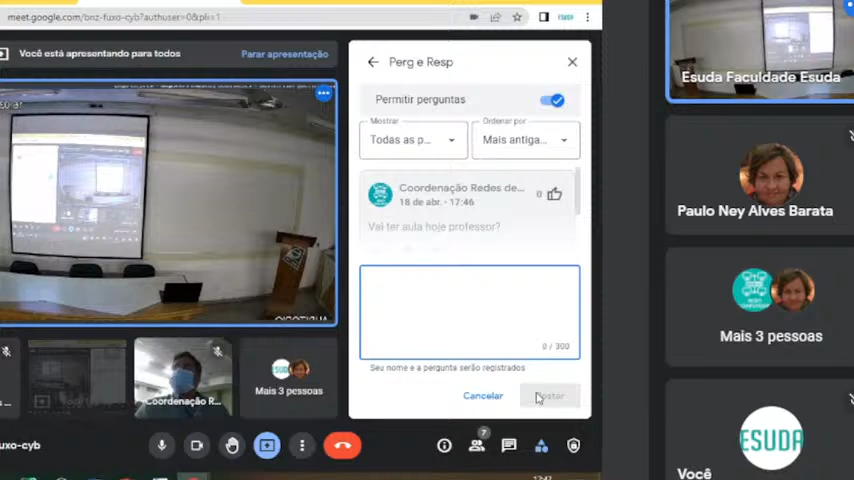 meet.google.com/bnz-fuxo-cyb?authuser=0&pli=1
ESUDA
Você está apresentando para todos
Parar apresentação
Perg e Resp
Permitir perguntas
Mostrar
Todas as p...
Ordenar por
Mais antiga...
Coordenação Redes de...
18 de abr. · 17:46
0
Vai ter aula hoje professor?
0 / 300
Seu nome e a pergunta serão registrados
Cancelar
Coordenação R...
ESUDA
Mais 3 pessoas
uxo-cyb
7
Esuda Faculdade Esuda
Paulo Ney Alves Barata
Mais 3 pessoas
ESUDA
Você